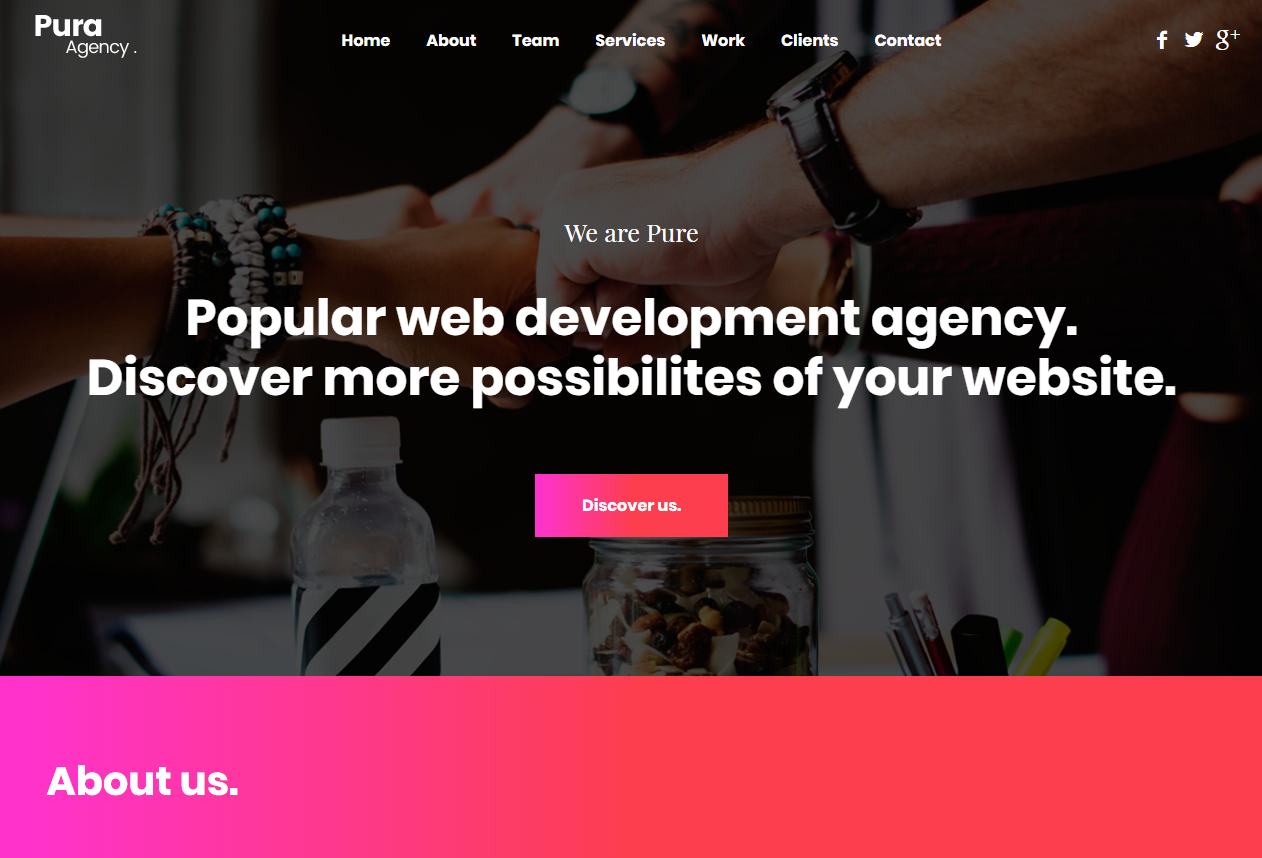 Pura
Agency .
Home About Team Services Work Clients Contact
g+
We are Pure
Popular web development agency.
Discover more possibilites of your website.
Discover us.
About us.